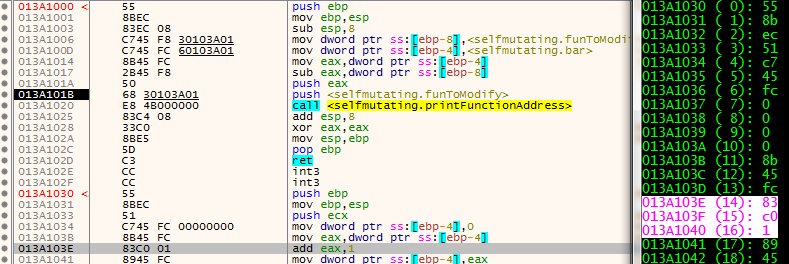 013A1000 < 55 push ebp
013A1001 8BEC mov ebp,esp
013A1003 83EC 08 sub esp,8
013A1006 C745 F8 30103A01 mov dword ptr ss:[ebp-8],<selfmutating.funToModif
013A100D C745 FC 60103A01 mov dword ptr ss:[ebp-4],<selfmutating.bar>
013A1014 8B45 FC mov eax,dword ptr ss:[ebp-4]
013A1017 2B45 F8 sub eax,dword ptr ss:[ebp-8]
013A101A 50 push eax
013A101B 68 30103A01 push <selfmutating.funToModify>
013A1020 E8 4B000000 call <selfmutating.printFunctionAddress>
013A1025 83C4 08 add esp,8
013A1028 33C0 xor eax,eax
013A102A 8BE5 mov esp,ebp
013A102C 5D pop ebp
013A102D C3 ret
013A102E CC int3
013A102F CC int3
013A1030 < 55 push ebp
013A1031 8BEC mov ebp,esp
013A1033 51 push ecx
013A1034 C745 FC 00000000 mov dword ptr ss:[ebp-4],0
013A103B 8B45 FC mov eax,dword ptr ss:[ebp-4]
013A103E 83C0 01 add eax,1
013A1041 8945 FC mov dword ptr ss:[ebp-4],eax
013A1030 ( 0): 55
013A1031 ( 1): 8b
013A1032 ( 2): ec
013A1033 ( 3): 51
013A1034 ( 4): c7
013A1035 ( 5): 45
013A1036 ( 6): fc
013A1037 ( 7): 0
013A1038 ( 8): 0
013A1039 ( 9): 0
013A103A (10): 0
013A103B (11): 8b
013A103C (12): 45
013A103D (13): fc
013A103E (14): 83
013A103F (15): c0
013A1040 (16): 1
013A1041 (17): 89
013A1042 (18): 45